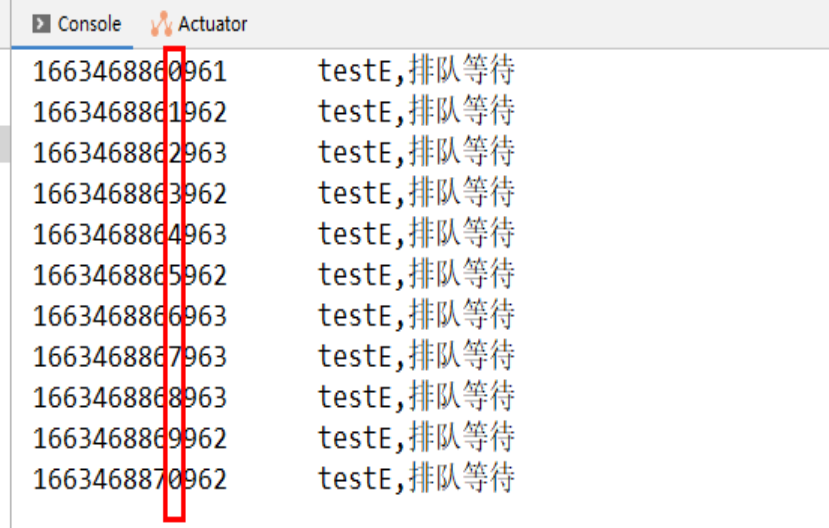 Console Actuator
1663468860961 testE,排队等待
1663468861962 testE,排队等待
1663468862963 testE,排队等待
1663468863962 testE,排队等待
1663468864963 testE,排队等待
1663468865962 testE,排队等待
1663468866963 testE,排队等待
1663468867963 testE,排队等待
1663468868963 testE,排队等待
1663468869962 testE,排队等待
1663468870962 testE,排队等待